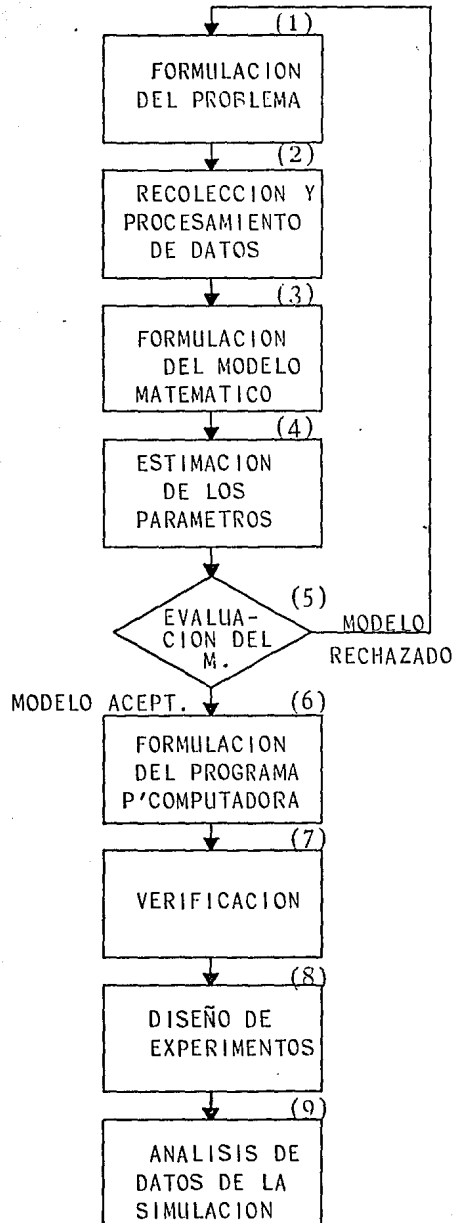 (1)
FORMULACION
DEL PROBLEMA
(2)
RECOLECCION Y
PROCESAMIENTO
DE DATOS
(3)
FORMULACION
DEL MODELO
MATEMATICO
(4)
ESTIMACION
DE LOS
PARAMETROS
(5)
EVALUA-
CION DEL
M.
MODELO
RECHAZADO
MODELO ACEPT.
(6)
FORMULACION
DEL PROGRAMA
P'COMPUTADORA
(7)
VERIFICACION
(8)
DISEÑO DE
EXPERIMENTOS
(9)
ANALISIS DE
DATOS DE LA
SIMULACION